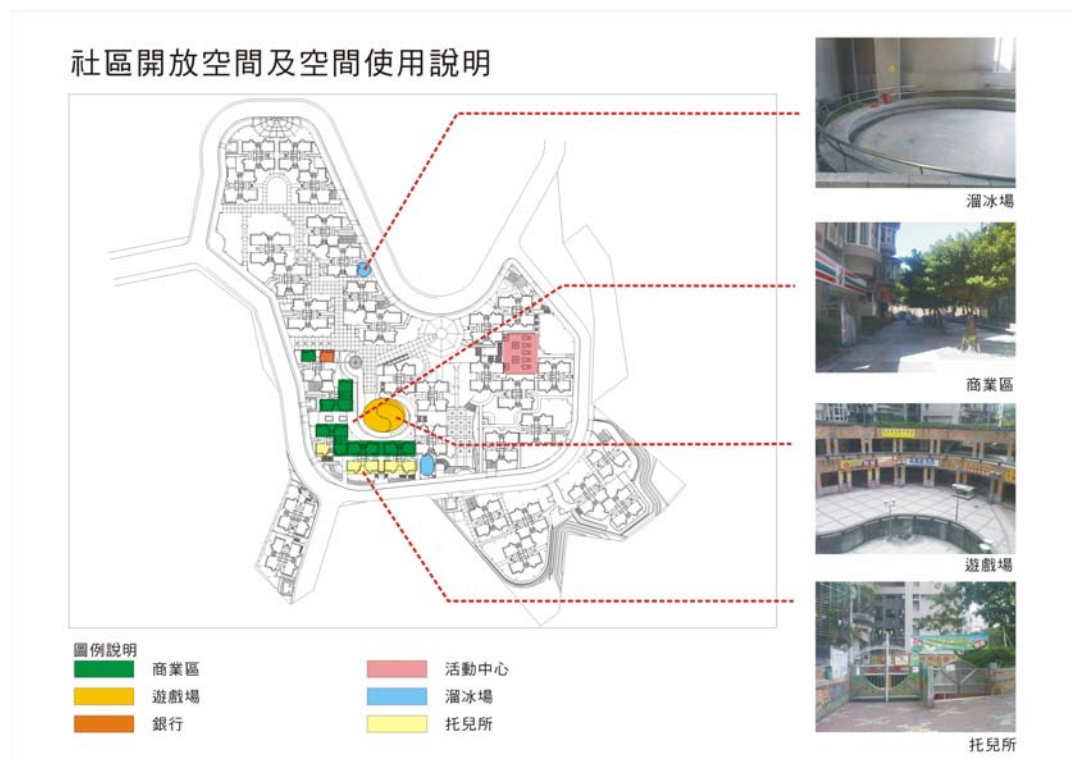 社區開放空間及空間使用說明
溜冰場
商業區
遊戲場
托兒所
圖例說明
商業區
遊戲場
銀行
活動中心
溜冰場
托兒所